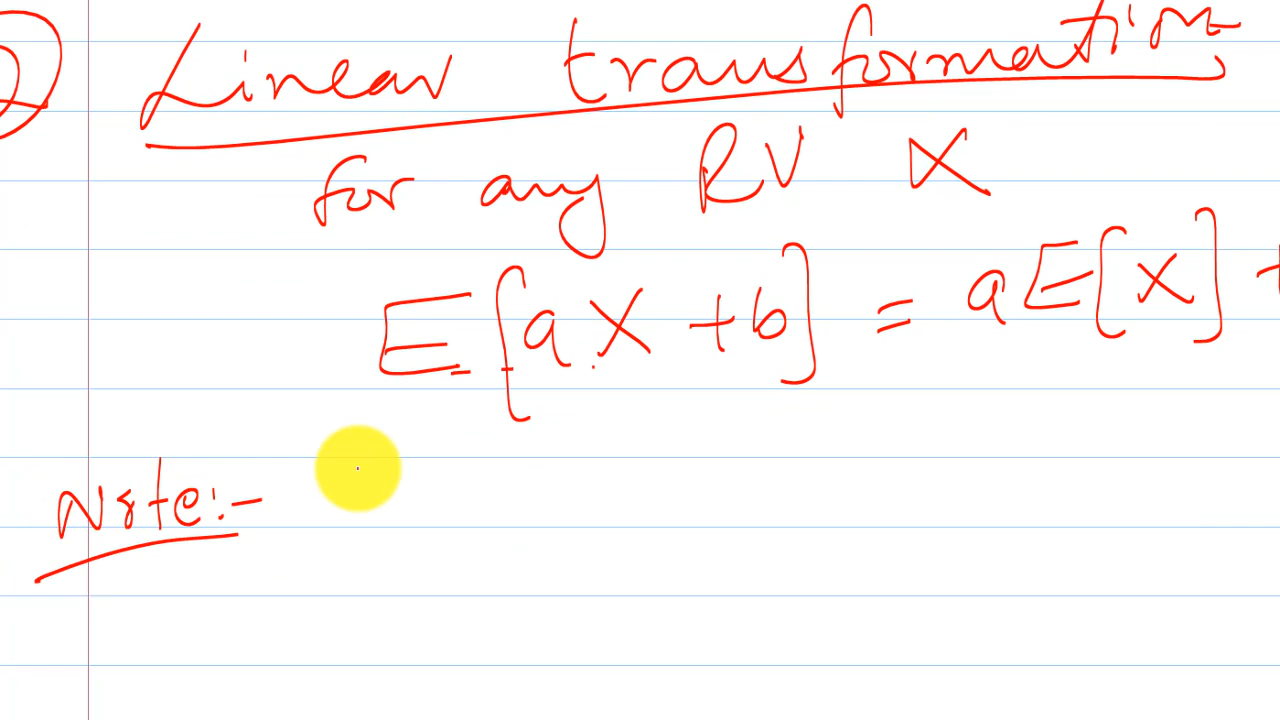 Linear transformation
for any RV X
E[aX + b] = aE[X] +
Note:-